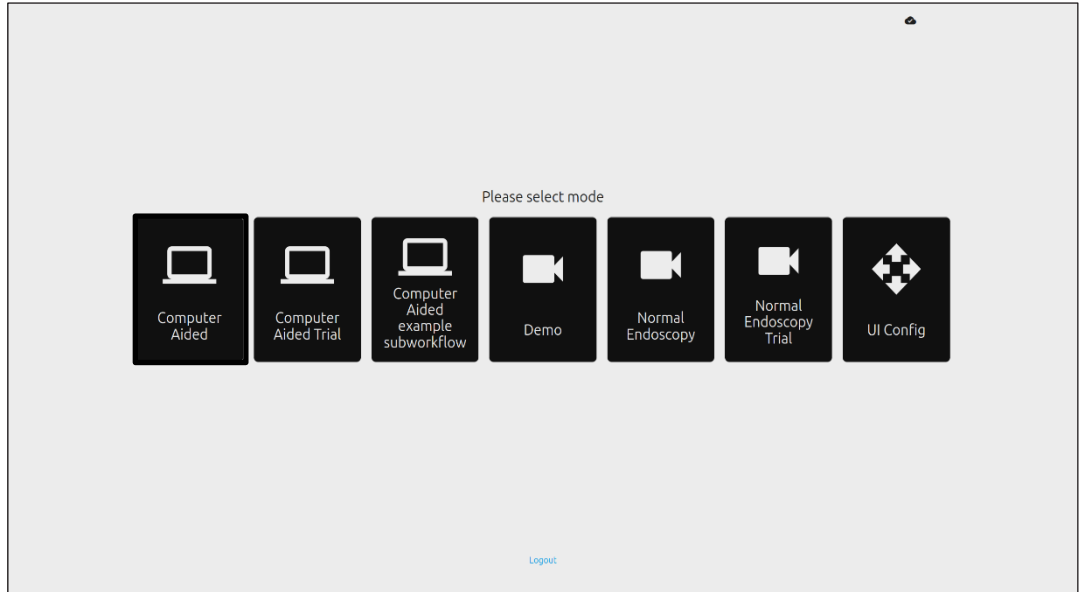 Please select mode
Computer
Aided
Computer
Aided Trial
Computer
Aided
example
subworkflow
Demo
Normal
Endoscopy
Normal
Endoscopy
Trial
UI Config
Logout